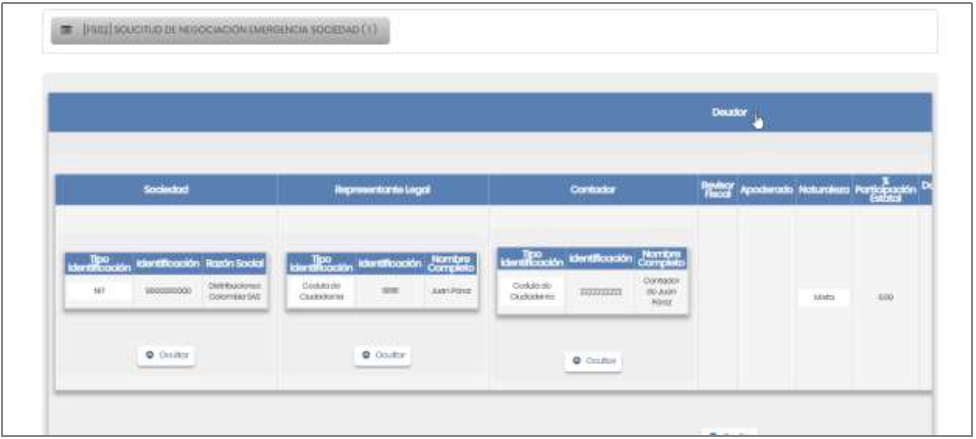 SOLICITUD DE NEGOCIACIÓN EMERGENCIA SOCIEDAD (1)
Deudor
Sociedad Representante Legal Contador Revisor Fiscal Apoderado Naturaleza % Participación Estatal
Tipo Identificación Identificación Razón Social
NIT Distribuciones Colombia SAS
Ocultar
Tipo Identificación Identificación Nombre Completo
Cedula de Ciudadania Juan Pérez
Ocultar
Tipo Identificación Identificación Nombre Completo
Cedula de Ciudadania Contador de Juan Pérez
Ocultar
Mixta 0,00